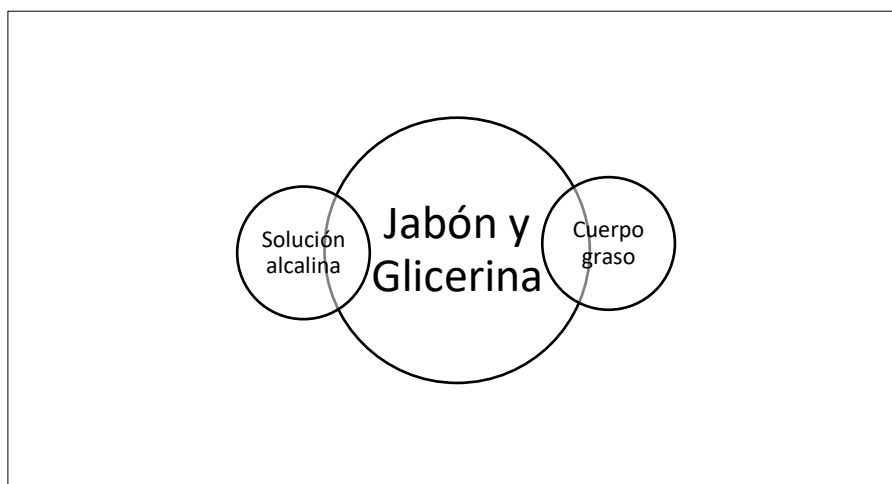 Solución
alcalina
Jabón y
Glicerina
Cuerpo
graso